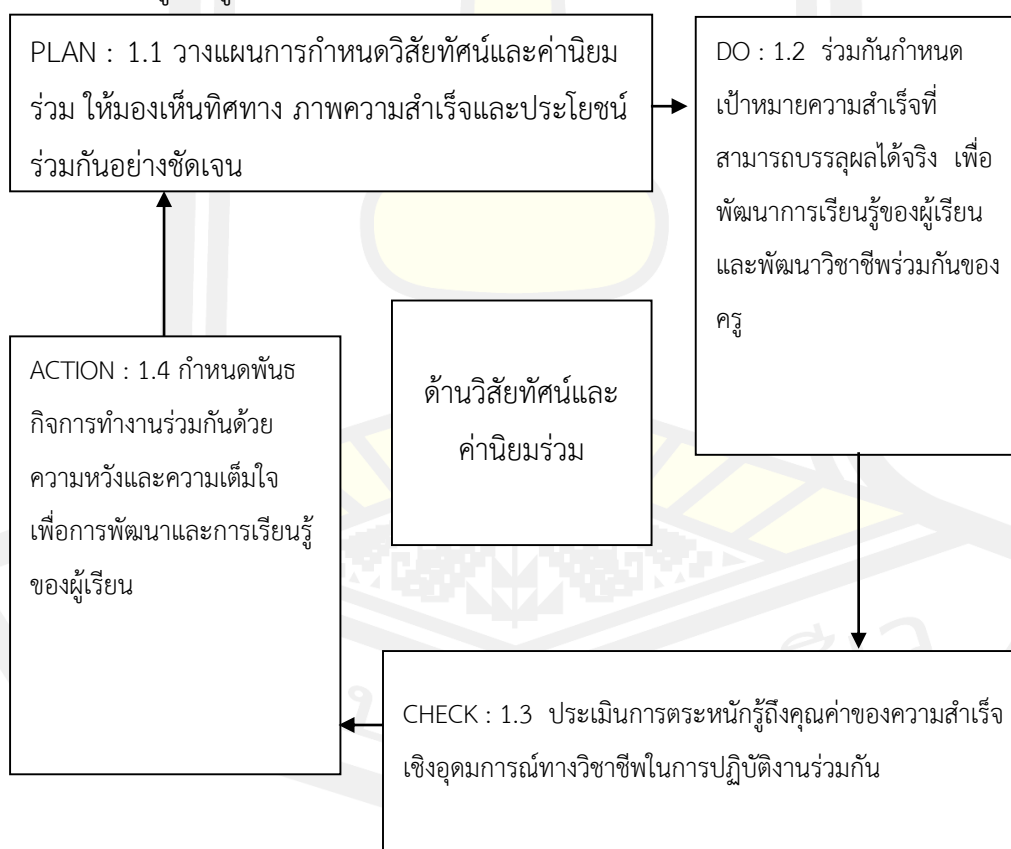 PLAN : 1.1 วางแผนการกำหนดวิสัยทัศน์และค่านิยม
ร่วม ให้มองเห็นทิศทาง ภาพความสำเร็จและประโยชน์
ร่วมกันอย่างชัดเจน
DO : 1.2 ร่วมกันกำหนด
เป้าหมายความสำเร็จที่
สามารถบรรลุผลได้จริง เพื่อ
พัฒนาการเรียนรู้ของผู้เรียน
และพัฒนาวิชาชีพร่วมกันของ
ครู
ด้านวิสัยทัศน์และ
ค่านิยมร่วม
CHECK : 1.3 ประเมินการตระหนักรู้ถึงคุณค่าของความสำเร็จ
เชิงอุดมการณ์ทางวิชาชีพในการปฏิบัติงานร่วมกัน
ACTION : 1.4 กำหนดพันธ
กิจการทำงานร่วมกันด้วย
ความหวังและความเต็มใจ
เพื่อการพัฒนาและการเรียนรู้
ของผู้เรียน